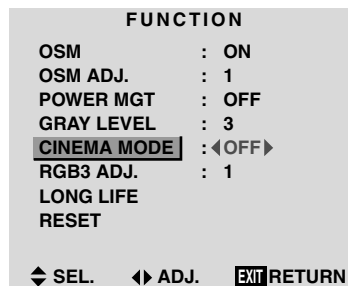 FUNCTION
OSM : ON
OSM ADJ. : 1
POWER MGT : OFF
GRAY LEVEL : 3
CINEMA MODE : OFF
RGB3 ADJ. : 1
LONG LIFE
RESET
SEL. ADJ. EXIT RETURN